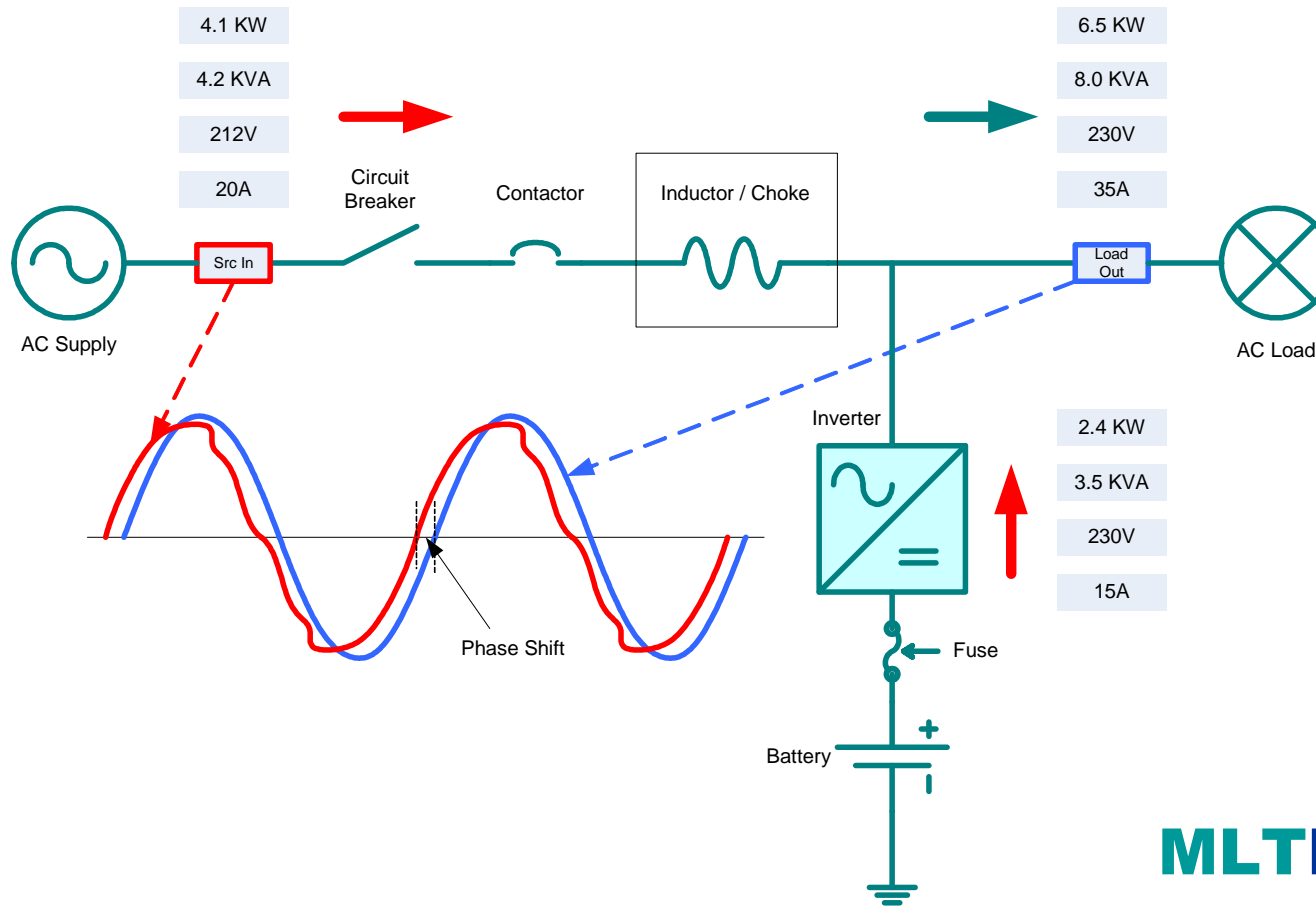 4.1 KW
4.2 KVA
212V
20A
6.5 KW
8.0 KVA
230V
35A
Circuit
Breaker
Contactor
Inductor / Choke
Src In
Load
Out
AC Supply
AC Load
Inverter
2.4 KW
3.5 KVA
230V
15A
Phase Shift
Fuse
Battery
MLT